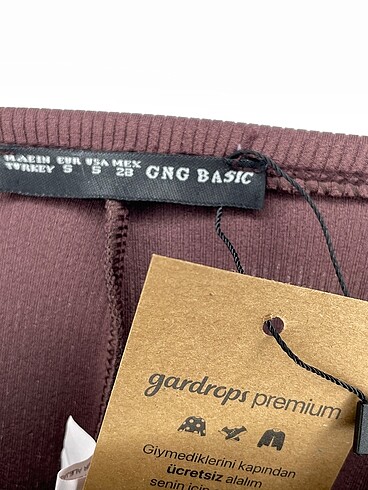 MADE IN EUR USA MEX
TURKEY S S 28 GNG BASIC
gardrops premium
Giymediklerini kapından
ücretsiz alalım
senin için